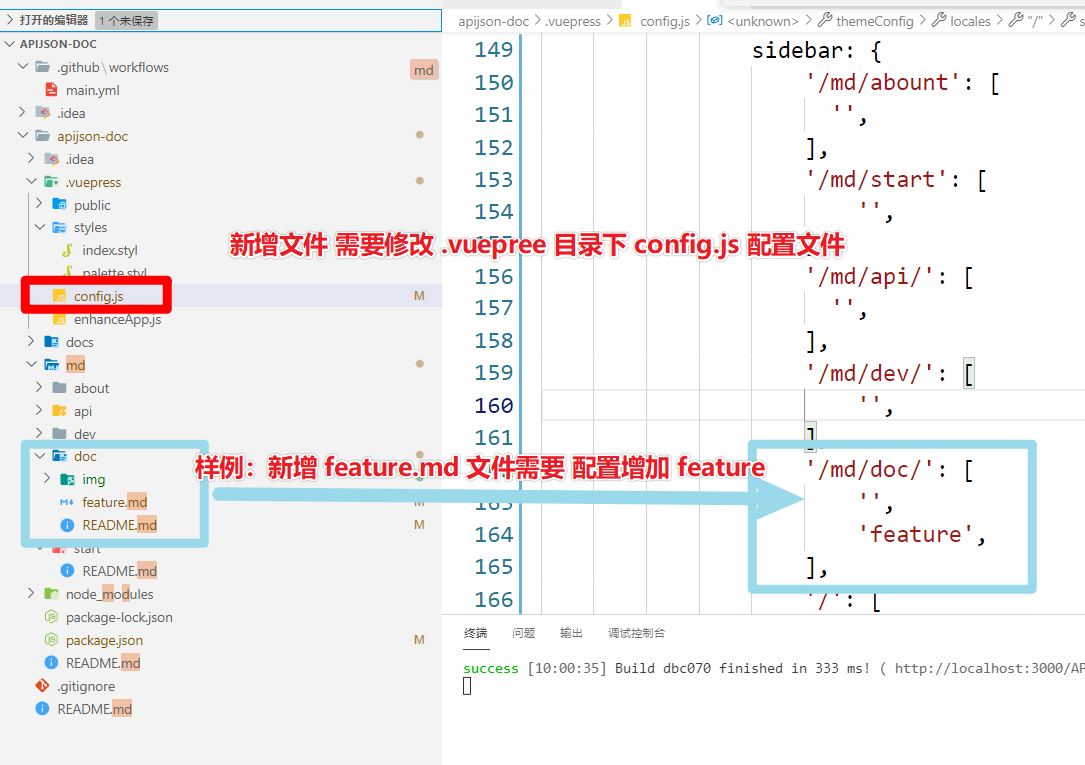 打开的编辑器 1 个未保存
APIJSON-DOC
.github\workflows md
main.yml
.idea
apijson-doc
.idea
.vuepress
public
styles
index.styl
palette.styl
config.js M
enhanceApp.js
docs
md
about
api
dev
doc
img
feature.md M
README.md M
start
README.md
node_modules
package-lock.json
package.json M
README.md
.gitignore
README.md
新增文件 需要修改 .vuepree 目录下 config.js 配置文件
样例：新增 feature.md 文件需要 配置增加 feature
apijson-doc > .vuepress > JS config.js > <unknown> > themeConfig > locales > "/" > s
149 sidebar: {
150 '/md/abount': [
151 '',
152 ],
153 '/md/start': [
154 '',
156 '/md/api/': [
157 '',
158 ],
159 '/md/dev/': [
160 '',
161 ]
'/md/doc/': [
163 '',
164 'feature',
165 ],
166 '/': [
终端 问题 输出 调试控制台
success [10:00:35] Build dbc070 finished in 333 ms! ( http://localhost:3000/AP